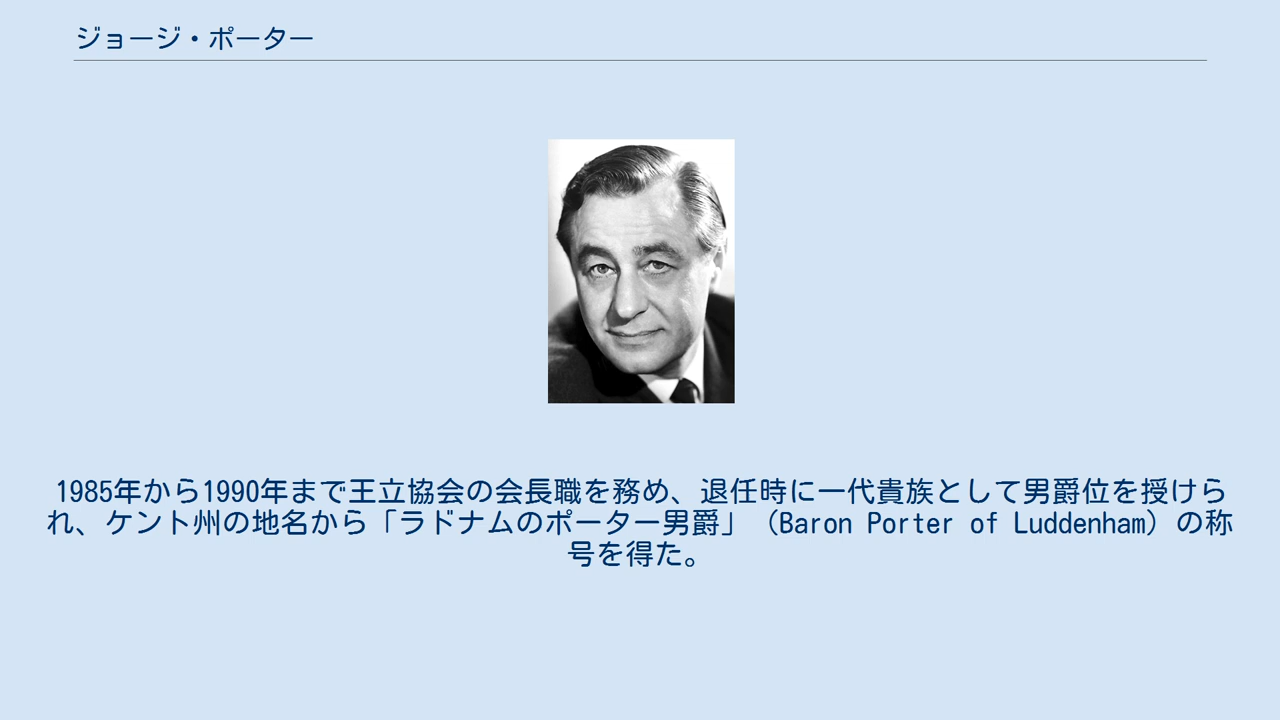 ジョージ・ポーター
1985年から1990年まで王立協会の会長職を務め、退任時に一代貴族として男爵位を授けら
れ、ケント州の地名から「ラドナムのポーター男爵」（Baron Porter of Luddenham）の称
号を得た。